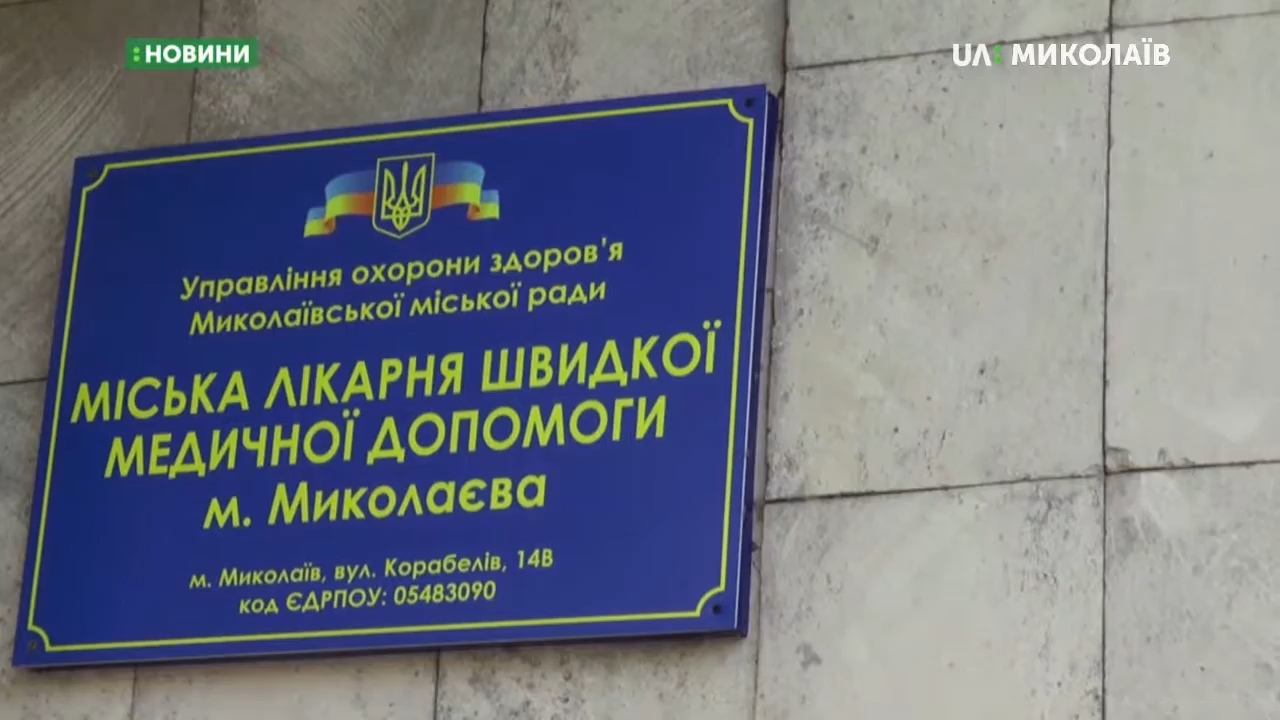 :НОВИНИ
UA: МИКОЛАЇВ
Управління охорони здоров'я
Миколаївської міської ради
МІСЬКА ЛІКАРНЯ ШВИДКОЇ
МЕДИЧНОЇ ДОПОМОГИ
м. Миколаєва
м. Миколаїв, вул. Корабелів, 14В
код ЄДРПОУ: 05483090